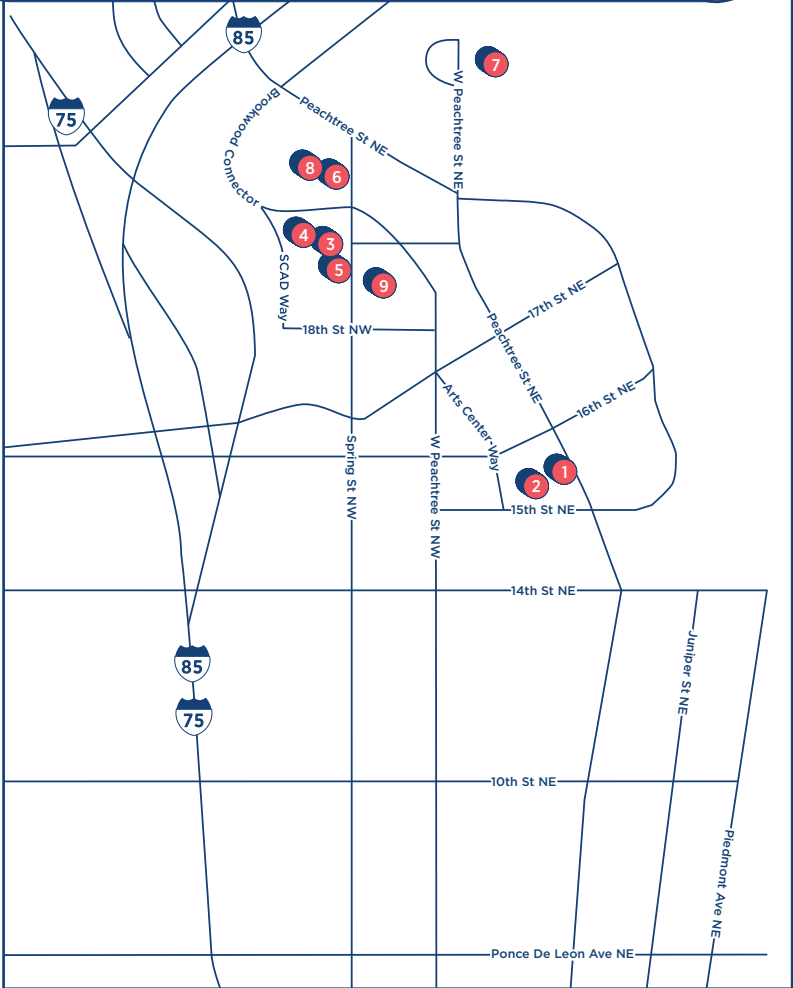 85
7
75
W Peachtree St NE
Brookwood Connector
Peachtree St NE
8
6
4
3
5
9
SCAD Way
18th St NW
17th St NE
Peachtree St NE
Arts Center Way
16th St NE
Spring St NW
W Peachtree St NW
1
2
15th St NE
14th St NE
85
75
Juniper St NE
10th St NE
Piedmont Ave NE
Ponce De Leon Ave NE